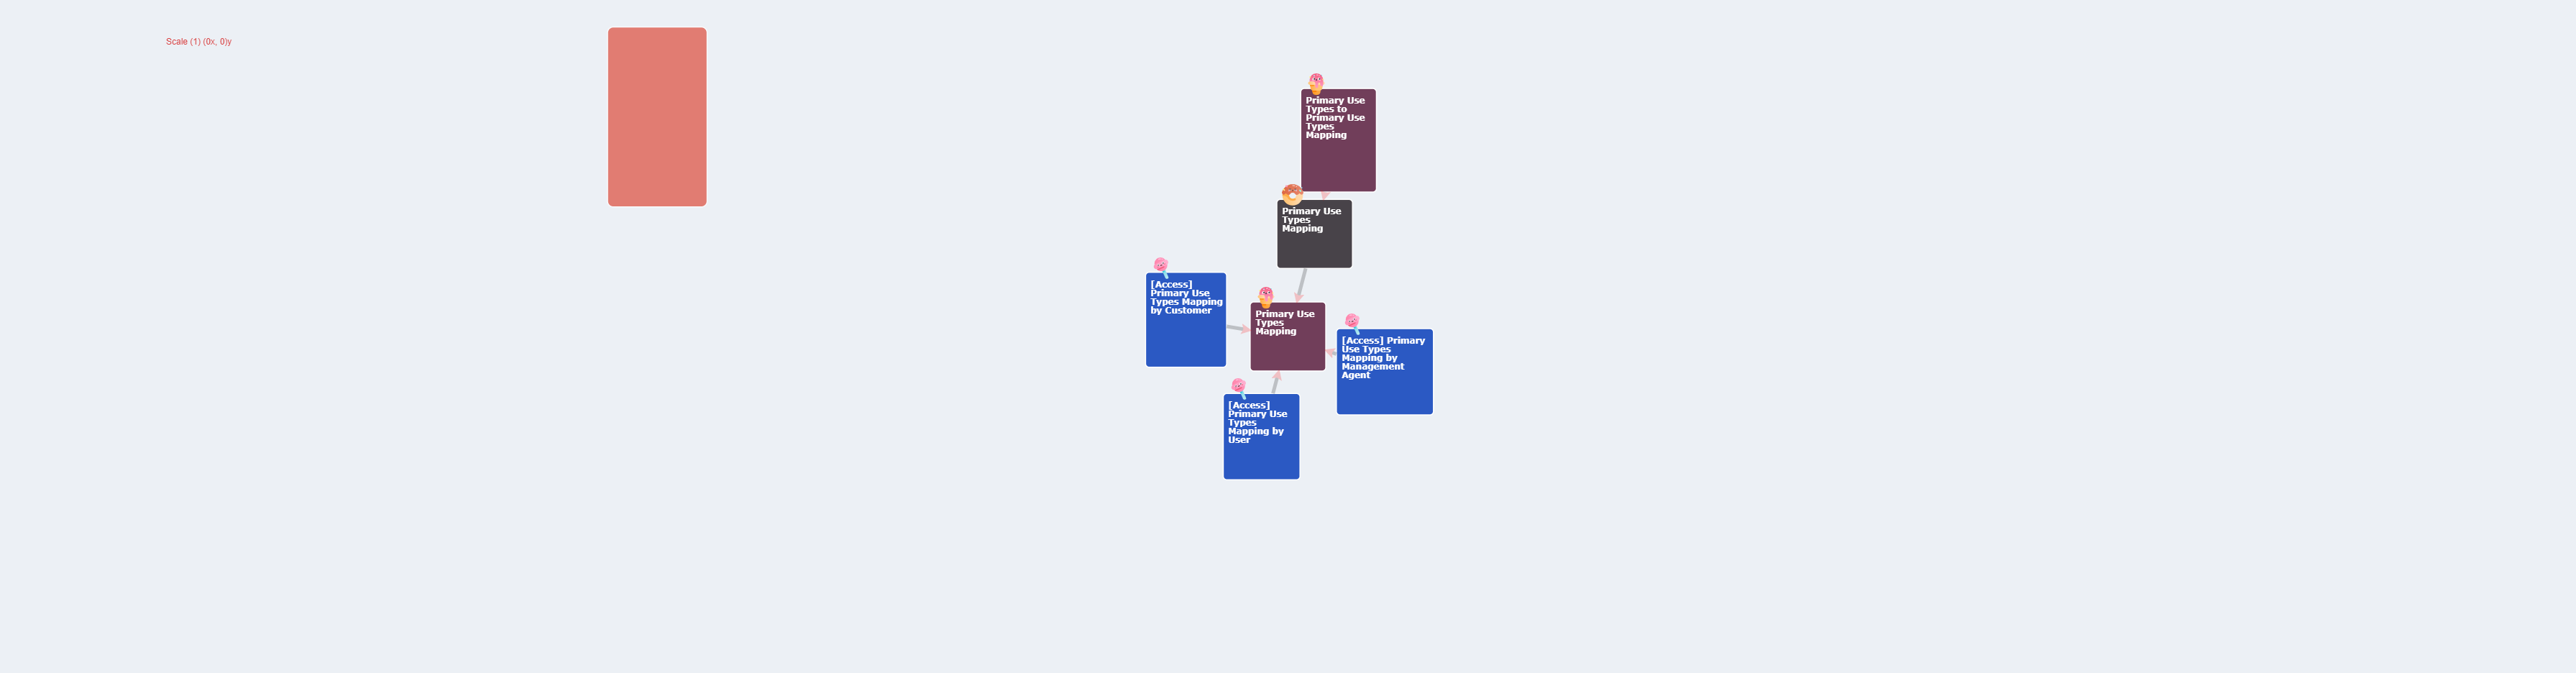 Scale (1) (0x, 0)y
Primary Use
Types to
Primary Use
Types
Mapping
Primary Use
Types
Mapping
[Access]
Primary Use
Types Mapping
by Customer
Primary Use
Types
Mapping
[Access] Primary
Use Types
Mapping by
Management
Agent
[Access]
Primary Use
Types
Mapping by
User